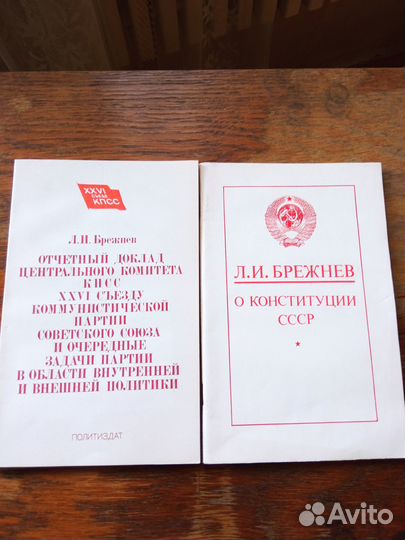 XXVI
СЪЕЗД
КПСС
Л.И. Брежнев
ОТЧЕТНЫЙ ДОКЛАД
ЦЕНТРАЛЬНОГО КОМИТЕТА
КПСС
XXVI СЪЕЗДУ
КОММУНИСТИЧЕСКОЙ
ПАРТИИ
СОВЕТСКОГО СОЮЗА
И ОЧЕРЕДНЫЕ
ЗАДАЧИ ПАРТИИ
В ОБЛАСТИ ВНУТРЕННЕЙ
И ВНЕШНЕЙ ПОЛИТИКИ
ПОЛИТИЗДАТ
Л.И. БРЕЖНЕВ
О КОНСТИТУЦИИ
СССР
Avito